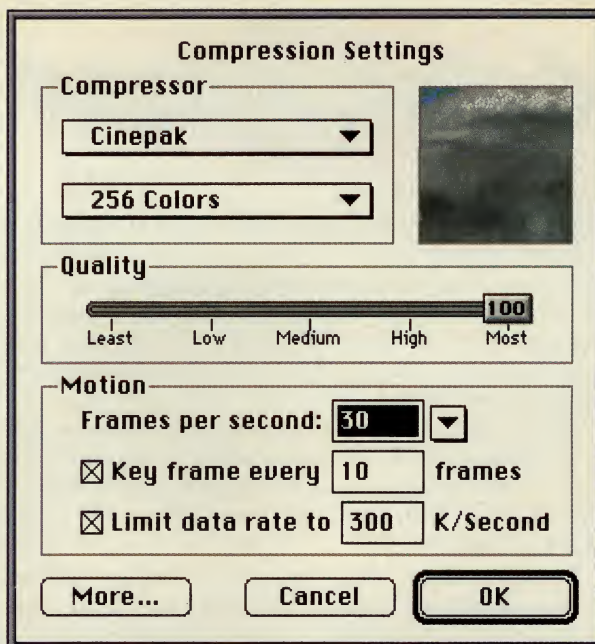 Compression Settings
Compressor
Cinepak
256 Colors
Quality
100
Least Low Medium High Most
Motion
Frames per second: 30
Key frame every 10 frames
Limit data rate to 300 K/Second
More... Cancel OK